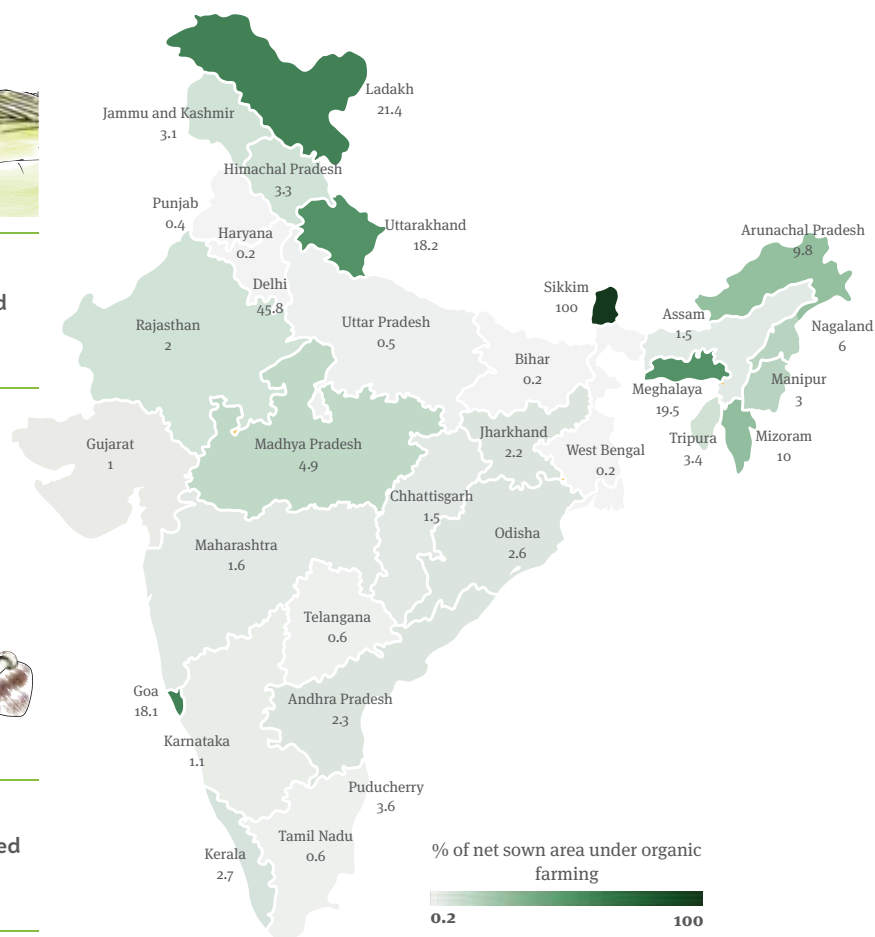 Ladakh
21.4
Jammu and Kashmir
3.1
Himachal Pradesh
3.3
Punjab
0.4
Haryana
0.2
Uttarakhand
18.2
Arunachal Pradesh
9.8
Delhi
45.8
Sikkim
100
Rajasthan
2
Uttar Pradesh
0.5
Assam
1.5
Nagaland
6
Bihar
0.2
Meghalaya
19.5
Manipur
3
Gujarat
1
Madhya Pradesh
4.9
Jharkhand
2.2
West Bengal
0.2
Tripura
3.4
Mizoram
10
Chhattisgarh
1.5
Maharashtra
1.6
Odisha
2.6
Telangana
0.6
Goa
18.1
Andhra Pradesh
2.3
Karnataka
1.1
Puducherry
3.6
Tamil Nadu
0.6
Kerala
2.7
% of net sown area under organic
farming
0.2
100